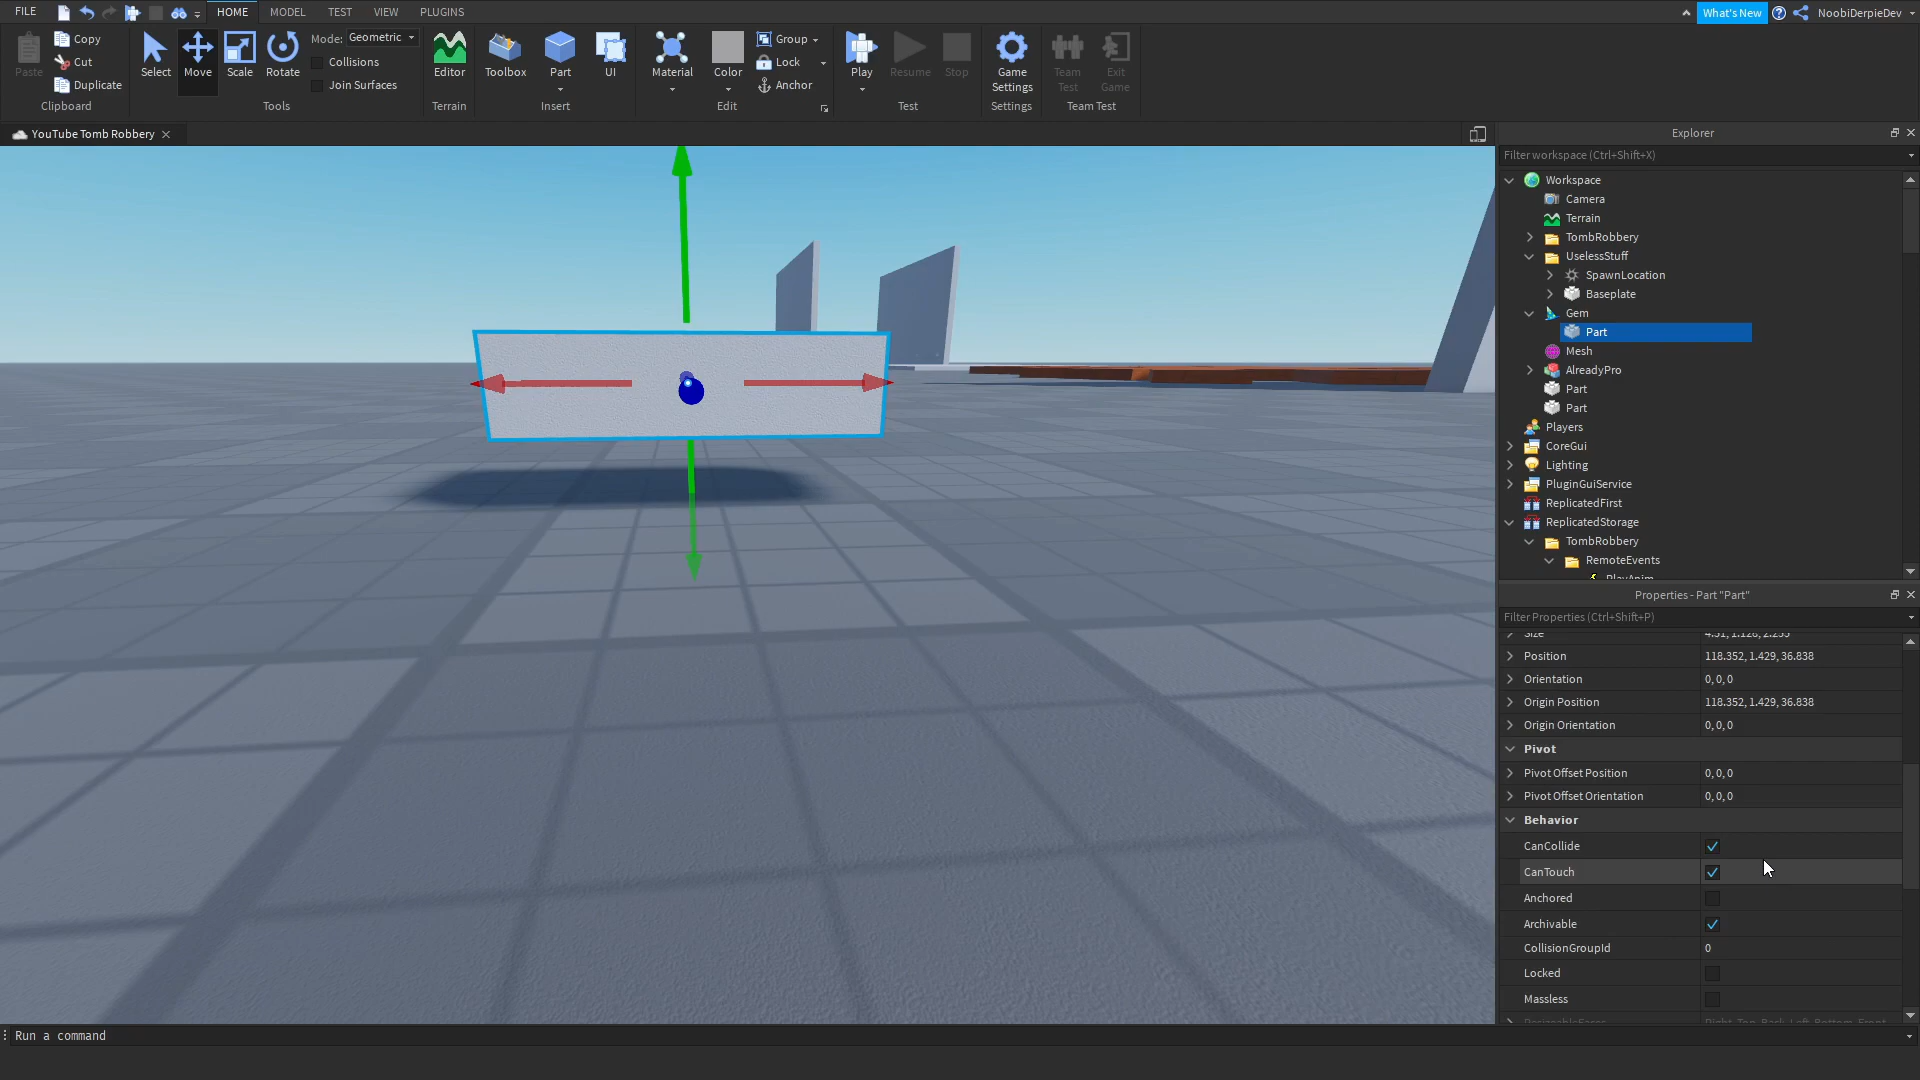 FILE HOME MODEL TEST VIEW PLUGINS What's New NoobiDerpieDev
Paste Copy Cut Duplicate Select Move Scale Rotate Mode: Geometric Collisions Join Surfaces Editor Toolbox Part UI Material Color Group Lock Anchor Play Resume Stop Game Settings Team Test Exit Game
Clipboard Tools Terrain Insert Edit Test Settings Team Test
YouTube Tomb Robbery
Explorer
Filter workspace (Ctrl+Shift+X)
Workspace
Camera
Terrain
TombRobbery
UselessStuff
SpawnLocation
Baseplate
Gem
Part
Mesh
AlreadyPro
Part
Part
Players
CoreGui
Lighting
PluginGuiService
ReplicatedFirst
ReplicatedStorage
TombRobbery
RemoteEvents
PlayAnim
Properties - Part "Part"
Filter Properties (Ctrl+Shift+P)
Size
Position 118.352, 1.429, 36.838
Orientation 0, 0, 0
Origin Position 118.352, 1.429, 36.838
Origin Orientation 0, 0, 0
Pivot
Pivot Offset Position 0, 0, 0
Pivot Offset Orientation 0, 0, 0
Behavior
CanCollide
CanTouch
Anchored
Archivable
CollisionGroupId 0
Locked
Massless
Run a command